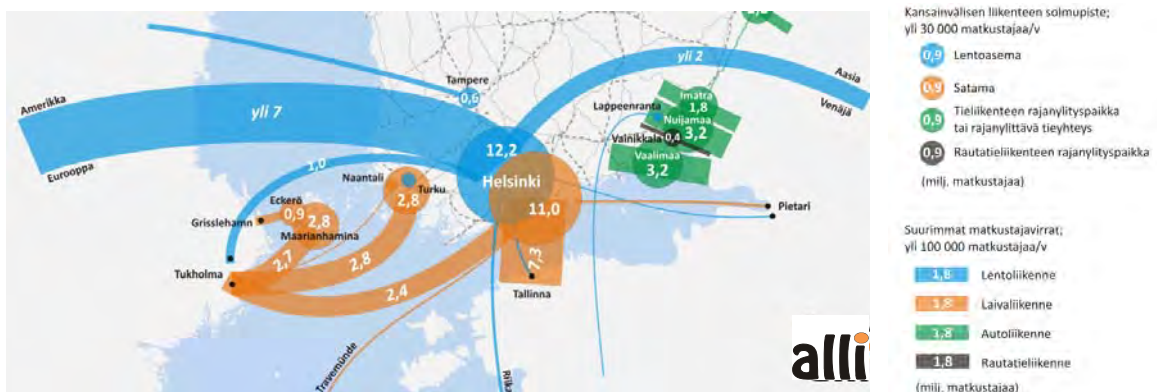 Amerikka
Eurooppa
yli 7
yli 2
Aasia
Venäjä
Tampere
0,6
Lappeenranta
Imatra
1,8
Nuijamaa
3,2
Vainikkala
0,4
Vaalimaa
3,2
12,2
Helsinki
11,0
Pietari
1,0
Naantali
Turku
2,8
Eckerö
0,9
Grisslehamn
2,8
Maarianhamina
2,7
2,8
2,4
Tukholma
7,3
Tallinna
Travemünde
alli
Kansainvälisen liikenteen solmupiste;
yli 30 000 matkustajaa/v
0,9 Lentoasema
0,9 Satama
0,9 Tieliikenteen rajanylityspaikka
tai rajanylittävä tieyhteys
0,9 Rautatieliikenteen rajanylityspaikka
(milj. matkustajaa)
Suurimmat matkustajavirrat;
yli 100 000 matkustajaa/v
1,8 Lentoliikenne
1,8 Laivaliikenne
1,8 Autoliikenne
1,8 Rautatieliikenne
(milj. matkustajaa)